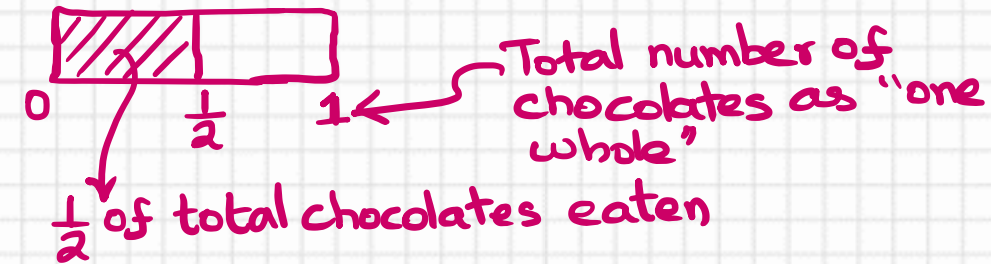 0 1/2 1
Total number of
chocolates as "one
whole"
1/2 of total chocolates eaten